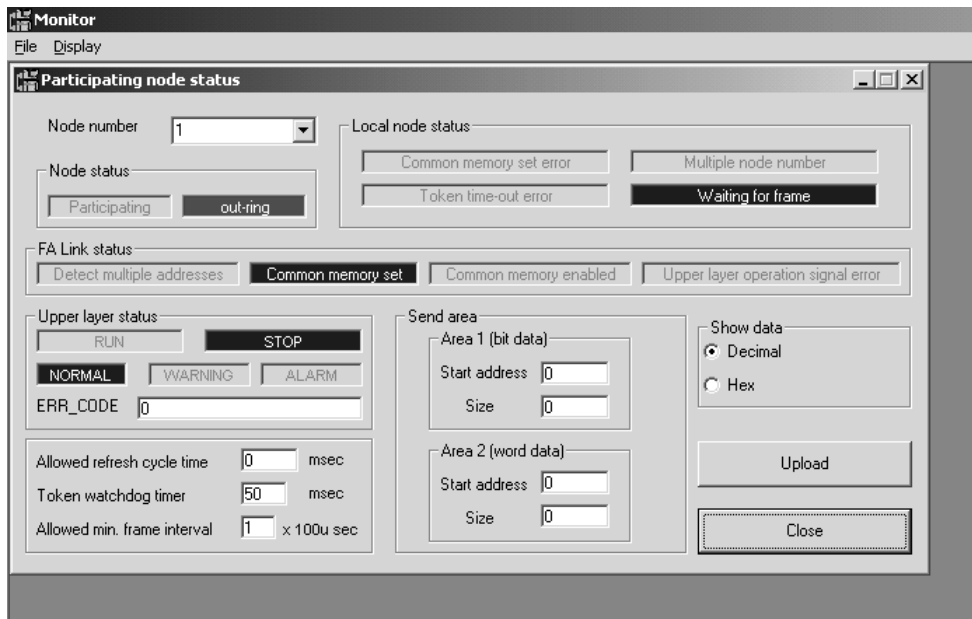 Monitor
File Display
Participating node status
Node number 1
Node status
Participating out-ring
Local node status
Common memory set error Multiple node number
Token time-out error Waiting for frame
FA Link status
Detect multiple addresses Common memory set Common memory enabled Upper layer operation signal error
Upper layer status
RUN STOP
NORMAL WARNING ALARM
ERR_CODE 0
Allowed refresh cycle time 0 msec
Token watchdog timer 50 msec
Allowed min. frame interval 1 x 100u sec
Send area
Area 1 (bit data)
Start address 0
Size 0
Area 2 (word data)
Start address 0
Size 0
Show data
Decimal
Hex
Upload
Close